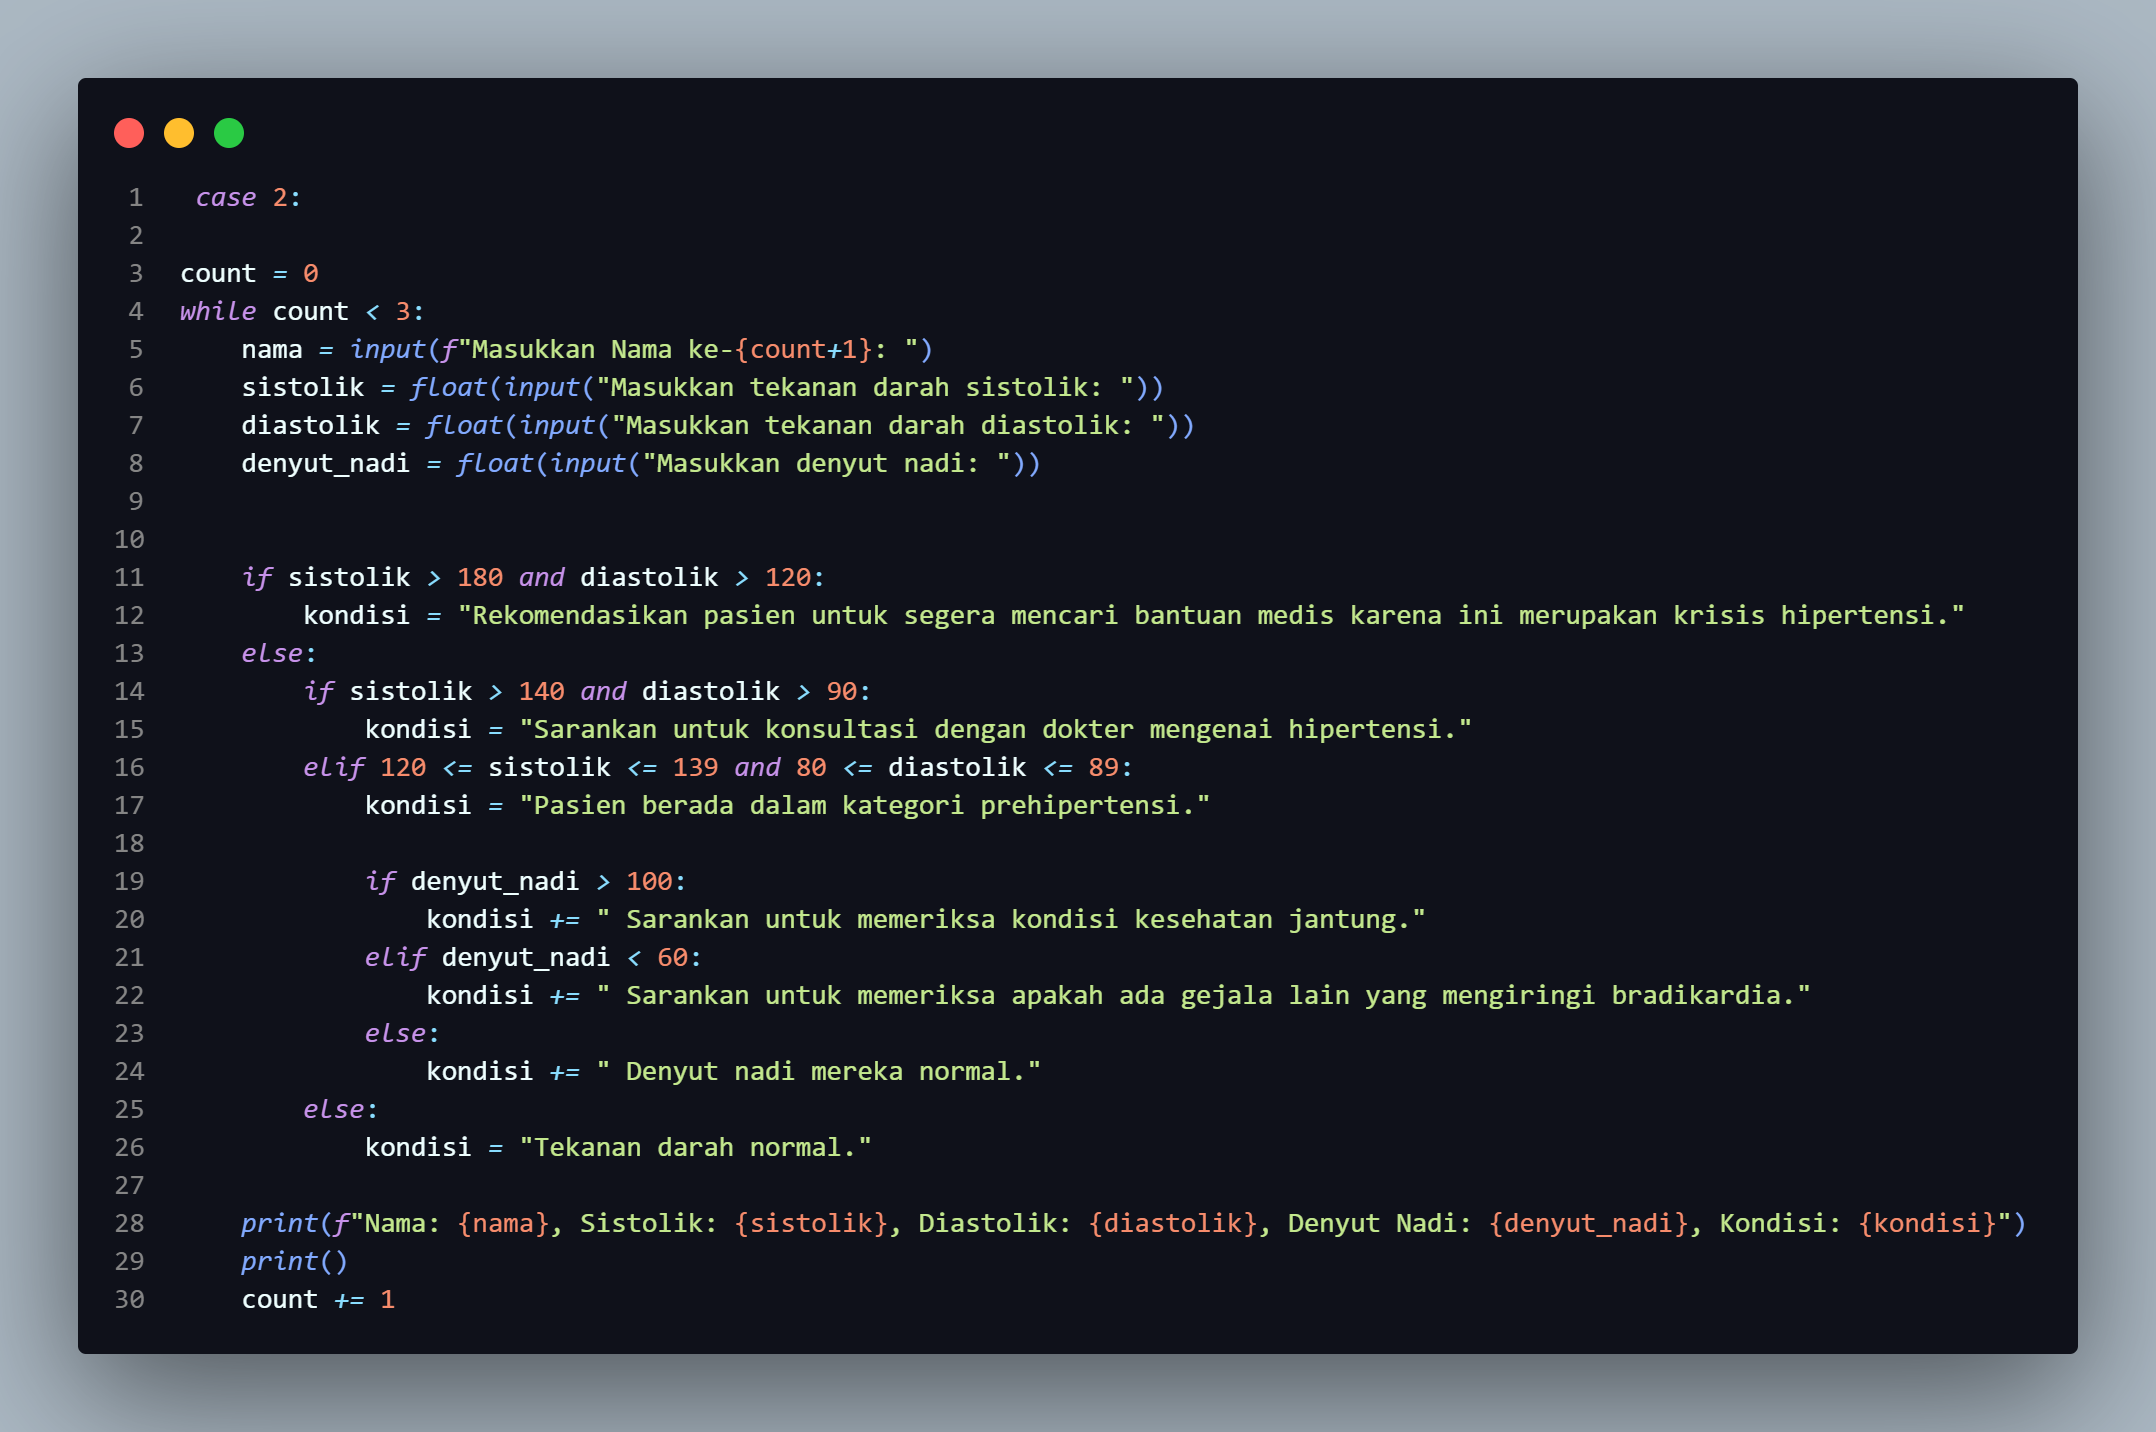 1 case 2:
2
3 count = 0
4 while count < 3:
5     nama = input(f"Masukkan Nama ke-{count+1}: ")
6     sistolik = float(input("Masukkan tekanan darah sistolik: "))
7     diastolik = float(input("Masukkan tekanan darah diastolik: "))
8     denyut_nadi = float(input("Masukkan denyut nadi: "))
9
10
11     if sistolik > 180 and diastolik > 120:
12         kondisi = "Rekomendasikan pasien untuk segera mencari bantuan medis karena ini merupakan krisis hipertensi."
13     else:
14         if sistolik > 140 and diastolik > 90:
15             kondisi = "Sarankan untuk konsultasi dengan dokter mengenai hipertensi."
16         elif 120 <= sistolik <= 139 and 80 <= diastolik <= 89:
17             kondisi = "Pasien berada dalam kategori prehipertensi."
18
19             if denyut_nadi > 100:
20                 kondisi += " Sarankan untuk memeriksa kondisi kesehatan jantung."
21             elif denyut_nadi < 60:
22                 kondisi += " Sarankan untuk memeriksa apakah ada gejala lain yang mengiringi bradikardia."
23             else:
24                 kondisi += " Denyut nadi mereka normal."
25         else:
26             kondisi = "Tekanan darah normal."
27
28     print(f"Nama: {nama}, Sistolik: {sistolik}, Diastolik: {diastolik}, Denyut Nadi: {denyut_nadi}, Kondisi: {kondisi}")
29     print()
30     count += 1